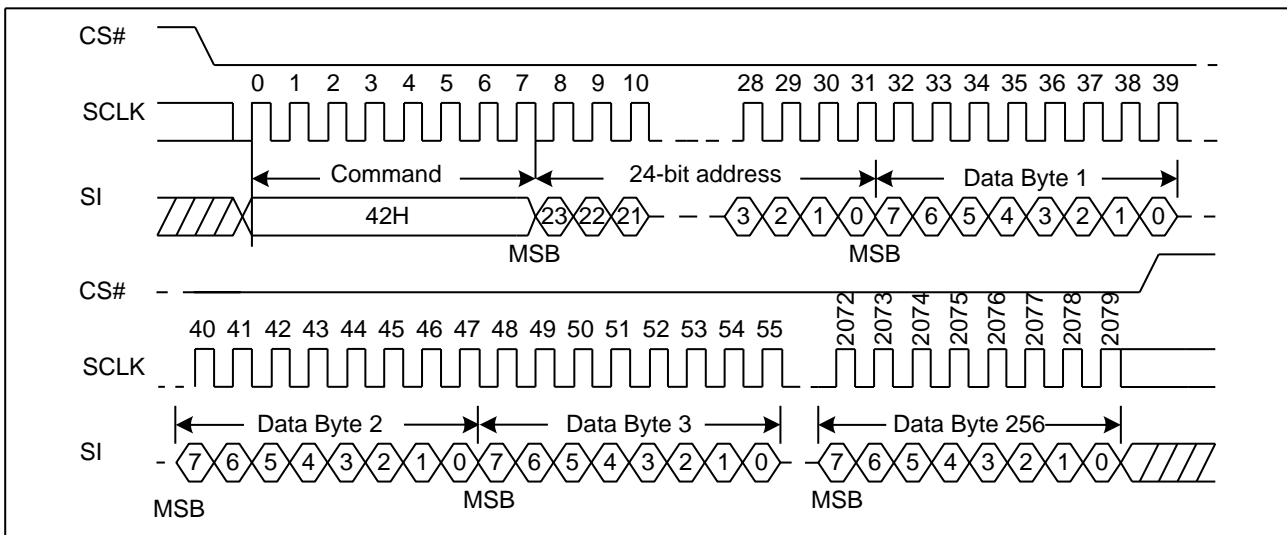 CS#
0 1 2 3 4 5 6 7 8 9 10 28 29 30 31 32 33 34 35 36 37 38 39
SCLK
Command 24-bit address Data Byte 1
SI
42H 23 22 21 3 2 1 0 7 6 5 4 3 2 1 0
MSB MSB
CS#
40 41 42 43 44 45 46 47 48 49 50 51 52 53 54 55 2072 2073 2074 2075 2076 2077 2078 2079
SCLK
Data Byte 2 Data Byte 3 Data Byte 256
SI
7 6 5 4 3 2 1 0 7 6 5 4 3 2 1 0 7 6 5 4 3 2 1 0
MSB MSB MSB